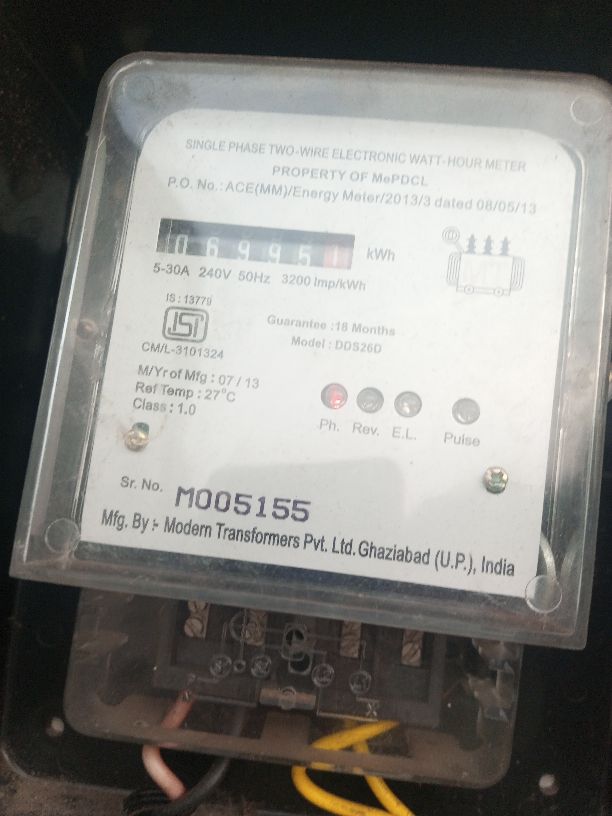 SINGLE PHASE TWO-WIRE ELECTRONIC WATT-HOUR METER
PROPERTY OF MePDCL
P.O. No.: ACE(MM)/Energy Meter/2013/3 dated 08/05/13
069951 kWh
5-30A 240V 50Hz 3200 Imp/kWh
IS : 13779
ISI
CM/L-3101324
Guarantee :18 Months
Model : DDS26D
M/Yr of Mfg : 07 / 13
Ref Temp : 27°C
Class : 1.0
Ph. Rev. E.L. Pulse
Sr. No. M005155
Mfg. By :- Modern Transformers Pvt. Ltd. Ghaziabad (U.P.), India